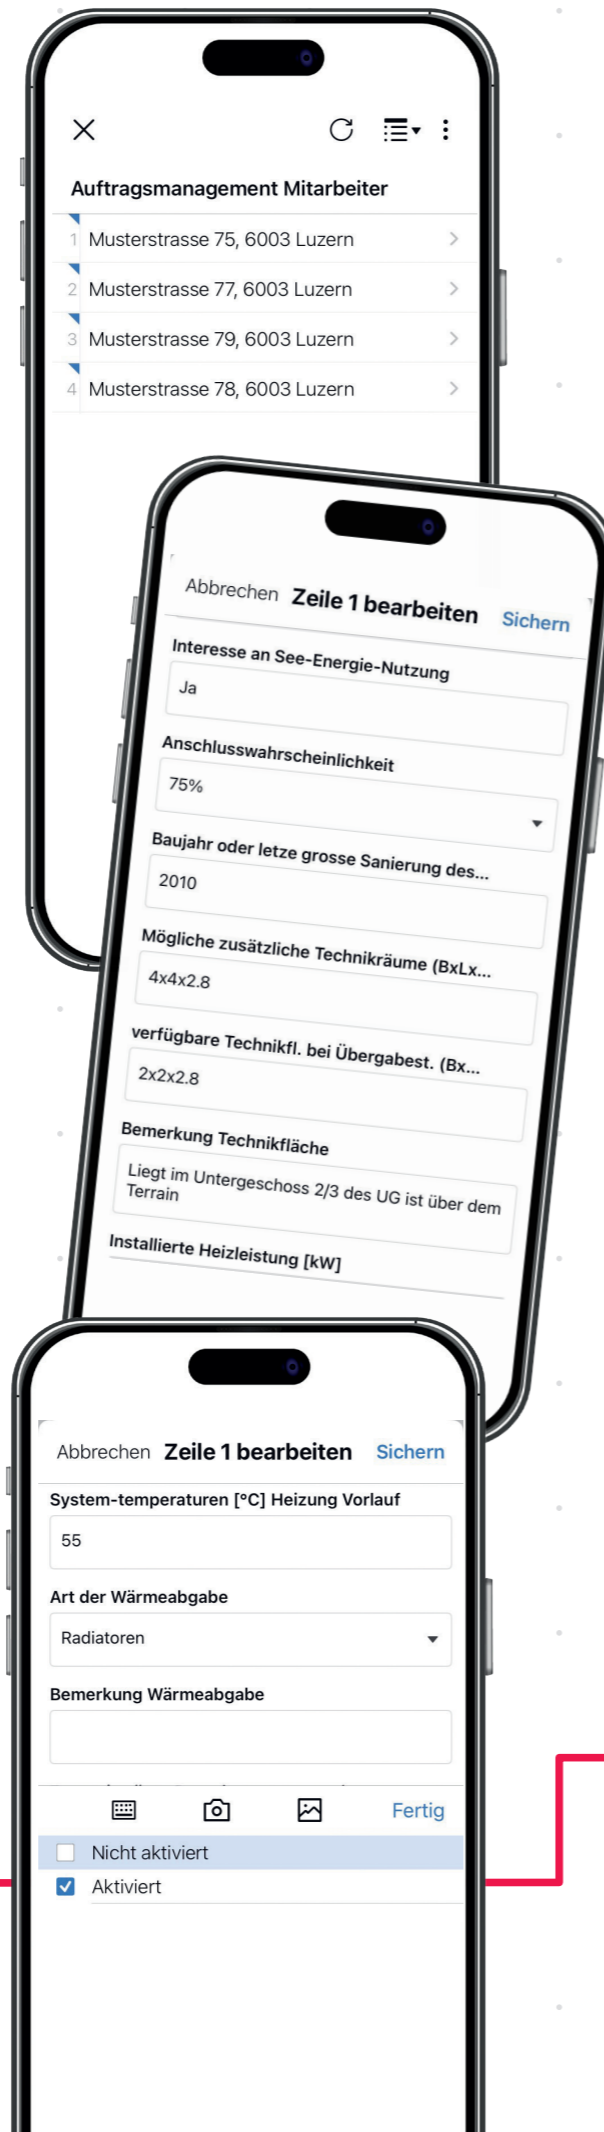 Auftragsmanagement Mitarbeiter
1 Musterstrasse 75, 6003 Luzern
2 Musterstrasse 77, 6003 Luzern
3 Musterstrasse 79, 6003 Luzern
4 Musterstrasse 78, 6003 Luzern
Abbrechen Zeile 1 bearbeiten Sichern
Interesse an See-Energie-Nutzung
Ja
Anschlusswahrscheinlichkeit
75%
Baujahr oder letze grosse Sanierung des...
2010
Mögliche zusätzliche Technikräume (BxLx...
4x4x2.8
verfügbare Technikfl. bei Übergabest. (Bx...
2x2x2.8
Bemerkung Technikfläche
Liegt im Untergeschoss 2/3 des UG ist über dem
Terrain
Installierte Heizleistung [kW]
Abbrechen Zeile 1 bearbeiten Sichern
System-temperaturen [°C] Heizung Vorlauf
55
Art der Wärmeabgabe
Radiatoren
Bemerkung Wärmeabgabe
Fertig
Nicht aktiviert
Aktiviert